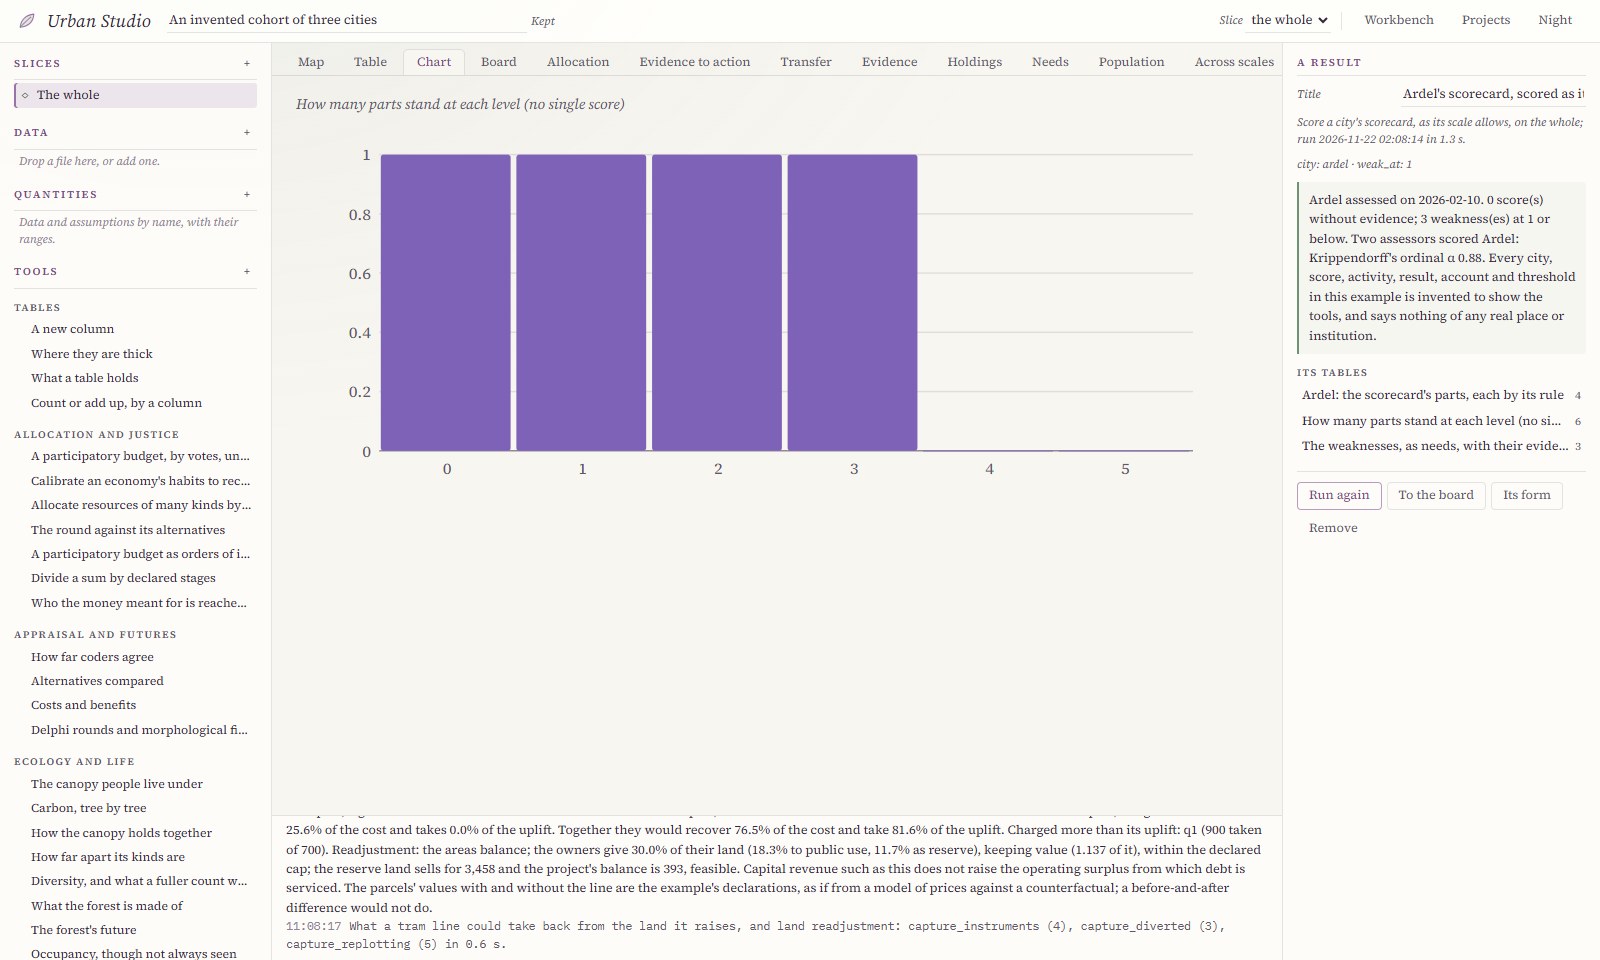 Urban Studio
An invented cohort of three cities
Kept
Slice the whole
Workbench
Projects
Night
SLICES +
The whole
DATA +
Drop a file here, or add one.
QUANTITIES +
Data and assumptions by name, with their
ranges.
TOOLS +
TABLES
A new column
Where they are thick
What a table holds
Count or add up, by a column
ALLOCATION AND JUSTICE
A participatory budget, by votes, un...
Calibrate an economy's habits to rec...
Allocate resources of many kinds by...
The round against its alternatives
A participatory budget as orders of i...
Divide a sum by declared stages
Who the money meant for is reache...
APPRAISAL AND FUTURES
How far coders agree
Alternatives compared
Costs and benefits
Delphi rounds and morphological fi...
ECOLOGY AND LIFE
The canopy people live under
Carbon, tree by tree
How the canopy holds together
How far apart its kinds are
Diversity, and what a fuller count w...
What the forest is made of
The forest's future
Occupancy, though not always seen
Map
Table
Chart
Board
Allocation
Evidence to action
Transfer
Evidence
Holdings
Needs
Population
Across scales
How many parts stand at each level (no single score)
1
0.8
0.6
0.4
0.2
0
0 1 2 3 4 5
25.6% of the cost and takes 0.0% of the uplift. Together they would recover 76.5% of the cost and take 81.6% of the uplift. Charged more than its uplift: q1 (900 taken
of 700). Readjustment: the areas balance; the owners give 30.0% of their land (18.3% to public use, 11.7% as reserve), keeping value (1.137 of it), within the declared
cap; the reserve land sells for 3,458 and the project's balance is 393, feasible. Capital revenue such as this does not raise the operating surplus from which debt is
serviced. The parcels' values with and without the line are the example's declarations, as if from a model of prices against a counterfactual; a before-and-after
difference would not do.
11:08:17 What a tram line could take back from the land it raises, and land readjustment: capture_instruments (4), capture_diverted (3),
capture_replotting (5) in 0.6 s.
A RESULT
Title Ardel's scorecard, scored as it
Score a city's scorecard, as its scale allows, on the whole;
run 2026-11-22 02:08:14 in 1.3 s.
city: ardel · weak_at: 1
Ardel assessed on 2026-02-10. 0 score(s)
without evidence; 3 weakness(es) at 1 or
below. Two assessors scored Ardel:
Krippendorff's ordinal α 0.88. Every city,
score, activity, result, account and threshold
in this example is invented to show the
tools, and says nothing of any real place or
institution.
ITS TABLES
Ardel: the scorecard's parts, each by its rule 4
How many parts stand at each level (no si... 6
The weaknesses, as needs, with their evide... 3
Run again
To the board
Its form
Remove